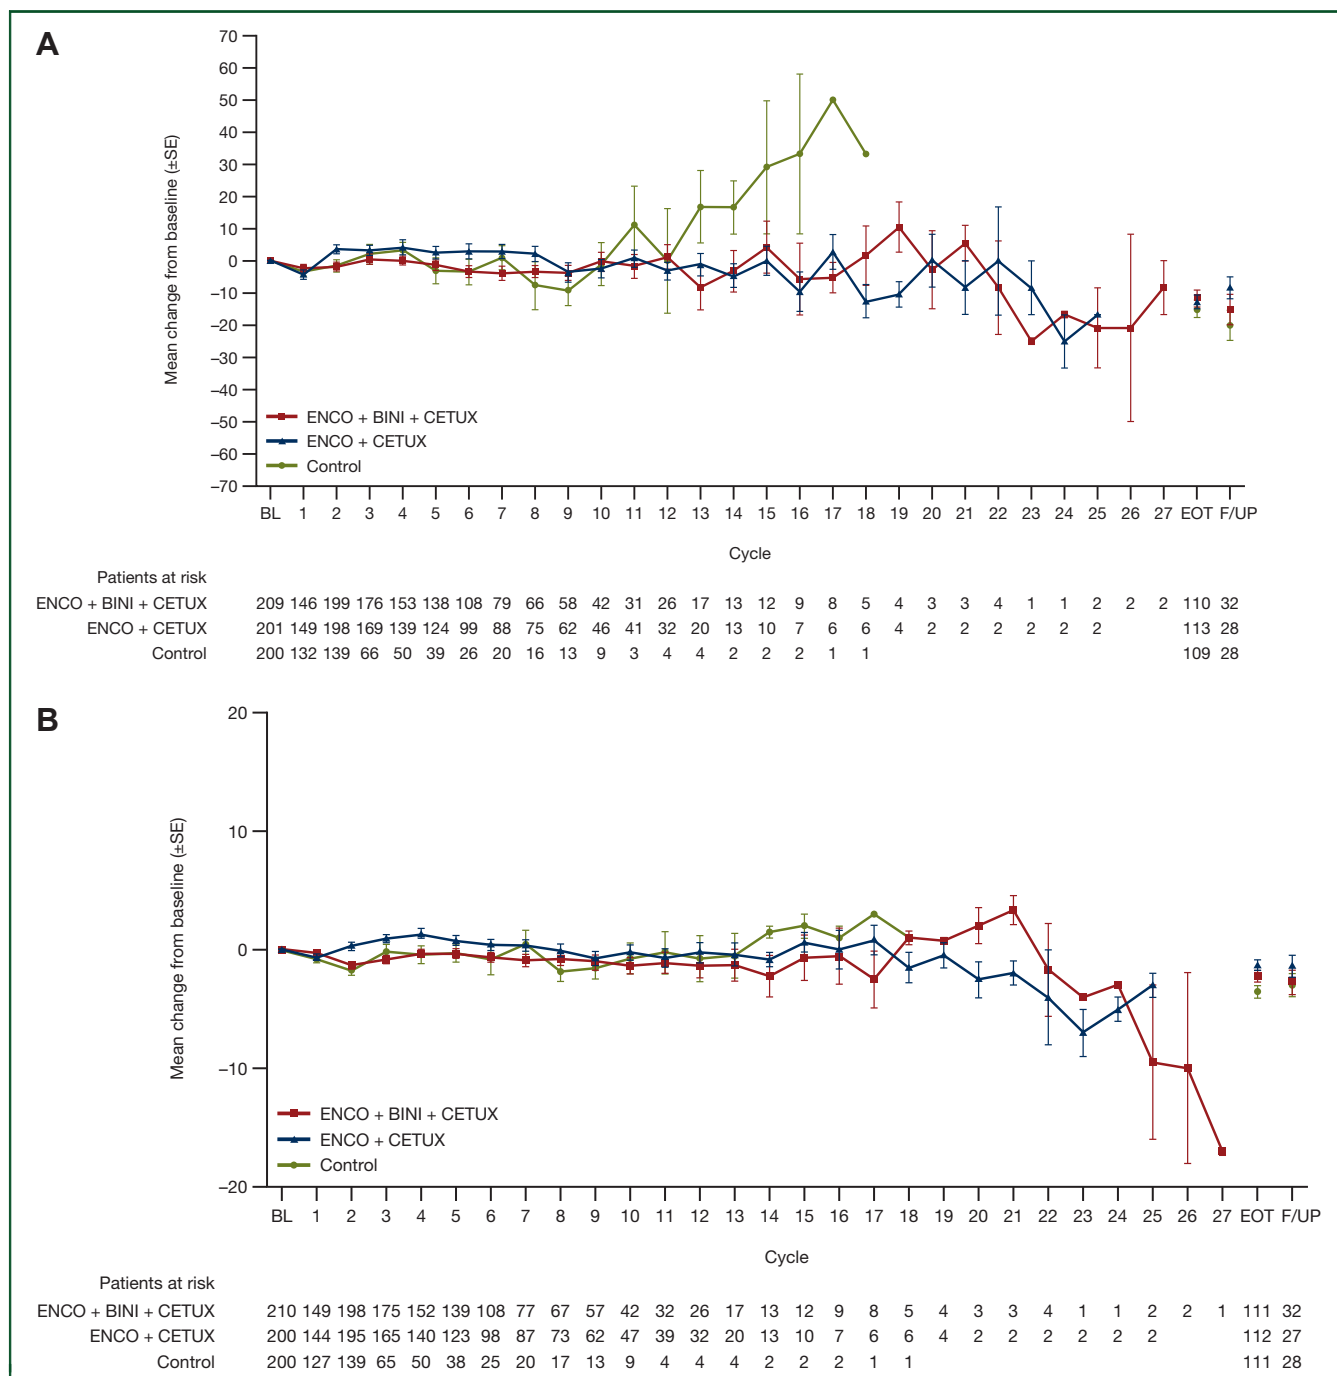 A
70
60
50
40
30
20
10
0
–10
–20
–30
–40
–50
–60
–70
Mean change from baseline (±SE)
ENCO + BINI + CETUX
ENCO + CETUX
Control
BL 1 2 3 4 5 6 7 8 9 10 11 12 13 14 15 16 17 18 19 20 21 22 23 24 25 26 27 EOT F/UP
Cycle
Patients at risk
ENCO + BINI + CETUX 209 146 199 176 153 138 108 79 66 58 42 31 26 17 13 12 9 8 5 4 3 3 4 1 1 2 2 2 110 32
ENCO + CETUX 201 149 198 169 139 124 99 88 75 62 46 41 32 20 13 10 7 6 6 4 2 2 2 2 2 2 113 28
Control 200 132 139 66 50 39 26 20 16 13 9 3 4 4 2 2 2 1 1 109 28
B
20
10
0
–10
–20
Mean change from baseline (±SE)
ENCO + BINI + CETUX
ENCO + CETUX
Control
BL 1 2 3 4 5 6 7 8 9 10 11 12 13 14 15 16 17 18 19 20 21 22 23 24 25 26 27 EOT F/UP
Cycle
Patients at risk
ENCO + BINI + CETUX 210 149 198 175 152 139 108 77 67 57 42 32 26 17 13 12 9 8 5 4 3 3 4 1 1 2 2 1 111 32
ENCO + CETUX 200 144 195 165 140 123 98 87 73 62 47 39 32 20 13 10 7 6 6 4 2 2 2 2 2 2 112 27
Control 200 127 139 65 50 38 25 20 17 13 9 4 4 4 2 2 2 1 1 111 28